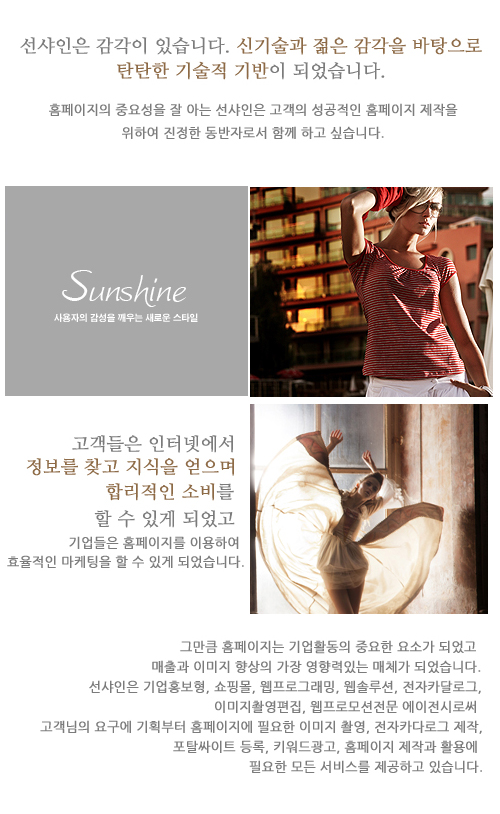 선샤인은 감각이 있습니다. 신기술과 젊은 감각을 바탕으로
탄탄한 기술적 기반이 되었습니다.
홈페이지의 중요성을 잘 아는 선샤인은 고객의 성공적인 홈페이지 제작을
위하여 진정한 동반자로서 함께 하고 싶습니다.
Sunshine
사용자의 감성을 깨우는 새로운 스타일
고객들은 인터넷에서
정보를 찾고 지식을 얻으며
합리적인 소비를
할 수 있게 되었고
기업들은 홈페이지를 이용하여
효율적인 마케팅을 할 수 있게 되었습니다.
그만큼 홈페이지는 기업활동의 중요한 요소가 되었고
매출과 이미지 향상의 가장 영향력있는 매체가 되었습니다.
선샤인은 기업홍보형, 쇼핑몰, 웹프로그래밍, 웹솔루션, 전자카달로그,
이미지촬영편집, 웹프로모션전문 에이전시로써
고객님의 요구에 기획부터 홈페이지에 필요한 이미지 촬영, 전자카다로그 제작,
포탈싸이트 등록, 키워드광고, 홈페이지 제작과 활용에
필요한 모든 서비스를 제공하고 있습니다.